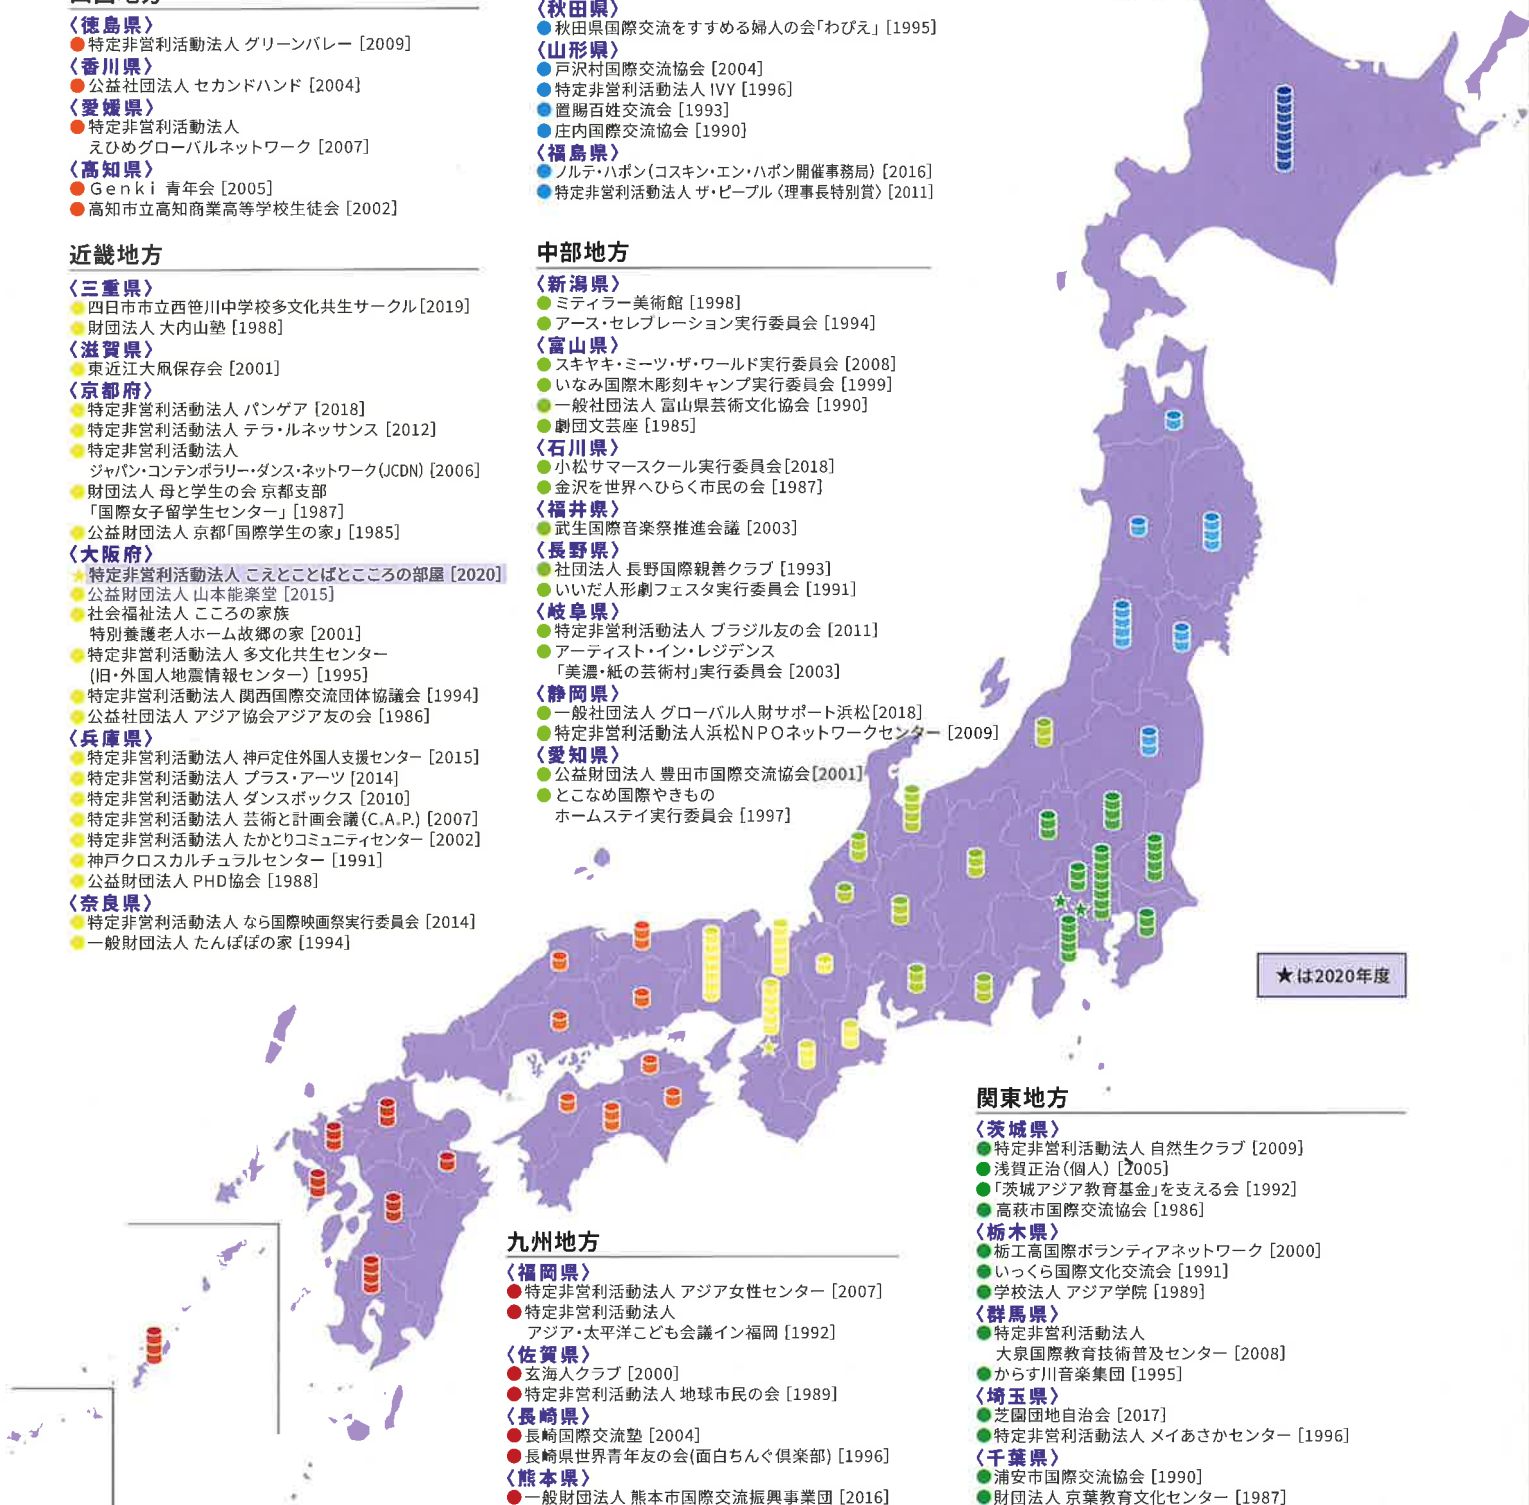 〈徳島県〉
●特定非営利活動法人 グリーンバレー [2009]
〈香川県〉
●公益社団法人 セカンドハンド [2004]
〈愛媛県〉
●特定非営利活動法人
えひめグローバルネットワーク [2007]
〈高知県〉
●Genki 青年会 [2005]
●高知市立高知商業高等学校生徒会 [2002]
近畿地方
〈三重県〉
●四日市市立西笹川中学校多文化共生サークル[2019]
●財団法人 大内山塾 [1988]
〈滋賀県〉
●東近江大凧保存会 [2001]
〈京都府〉
●特定非営利活動法人 パンゲア [2018]
●特定非営利活動法人 テラ・ルネッサンス [2012]
●特定非営利活動法人
ジャパン・コンテンポラリー・ダンス・ネットワーク(JCDN) [2006]
●財団法人 母と学生の会 京都支部
「国際女子留学生センター」 [1987]
●公益財団法人 京都「国際学生の家」 [1985]
〈大阪府〉
★特定非営利活動法人 こえとことばとこころの部屋 [2020]
●公益財団法人 山本能楽堂 [2015]
●社会福祉法人 こころの家族
特別養護老人ホーム故郷の家 [2001]
●特定非営利活動法人 多文化共生センター
(旧・外国人地震情報センター) [1995]
●特定非営利活動法人 関西国際交流団体協議会 [1994]
●公益社団法人 アジア協会アジア友の会 [1986]
〈兵庫県〉
●特定非営利活動法人 神戸定住外国人支援センター [2015]
●特定非営利活動法人 プラス・アーツ [2014]
●特定非営利活動法人 ダンスボックス [2010]
●特定非営利活動法人 芸術と計画会議(C.A.P.) [2007]
●特定非営利活動法人 たかとりコミュニティセンター [2002]
●神戸クロスカルチュラルセンター [1991]
●公益財団法人 PHD協会 [1988]
〈奈良県〉
●特定非営利活動法人 なら国際映画祭実行委員会 [2014]
●一般財団法人 たんぽぽの家 [1994]
〈秋田県〉
●秋田県国際交流をすすめる婦人の会「わぴえ」 [1995]
〈山形県〉
●戸沢村国際交流協会 [2004]
●特定非営利活動法人 IVY [1996]
●置賜百姓交流会 [1993]
●庄内国際交流協会 [1990]
〈福島県〉
●ノルテ・ハポン(コスキン・エン・ハポン開催事務局) [2016]
●特定非営利活動法人 ザ・ピープル 〈理事長特別賞〉 [2011]
中部地方
〈新潟県〉
●ミティラー美術館 [1998]
●アース・セレブレーション実行委員会 [1994]
〈富山県〉
●スキヤキ・ミーツ・ザ・ワールド実行委員会 [2008]
●いなみ国際木彫刻キャンプ実行委員会 [1999]
●一般社団法人 富山県芸術文化協会 [1990]
●劇団文芸座 [1985]
〈石川県〉
●小松サマースクール実行委員会[2018]
●金沢を世界へひらく市民の会 [1987]
〈福井県〉
●武生国際音楽祭推進会議 [2003]
〈長野県〉
●社団法人 長野国際親善クラブ [1993]
●いいだ人形劇フェスタ実行委員会 [1991]
〈岐阜県〉
●特定非営利活動法人 ブラジル友の会 [2011]
●アーティスト・イン・レジデンス
「美濃・紙の芸術村」実行委員会 [2003]
〈静岡県〉
●一般社団法人 グローバル人財サポート浜松[2018]
●特定非営利活動法人浜松NPOネットワークセンター [2009]
〈愛知県〉
●公益財団法人 豊田市国際交流協会[2001]
●とこなめ国際やきもの
ホームステイ実行委員会 [1997]
★は2020年度
九州地方
〈福岡県〉
●特定非営利活動法人 アジア女性センター [2007]
●特定非営利活動法人
アジア・太平洋こども会議イン福岡 [1992]
〈佐賀県〉
●玄海人クラブ [2000]
●特定非営利活動法人 地球市民の会 [1989]
〈長崎県〉
●長崎国際交流塾 [2004]
●長崎県世界青年友の会(面白ちんぐ倶楽部) [1996]
〈熊本県〉
●一般財団法人 熊本市国際交流振興事業団 [2016]
関東地方
〈茨城県〉
●特定非営利活動法人 自然生クラブ [2009]
●浅賀正治(個人) [2005]
●「茨城アジア教育基金」を支える会 [1992]
●高萩市国際交流協会 [1986]
〈栃木県〉
●栃工高国際ボランティアネットワーク [2000]
●いっくら国際文化交流会 [1991]
●学校法人 アジア学院 [1989]
〈群馬県〉
●特定非営利活動法人
大泉国際教育技術普及センター [2008]
●からす川音楽集団 [1995]
〈埼玉県〉
●芝園団地自治会 [2017]
●特定非営利活動法人 メイあさかセンター [1996]
〈千葉県〉
●浦安市国際交流協会 [1990]
●財団法人 京葉教育文化センター [1987]